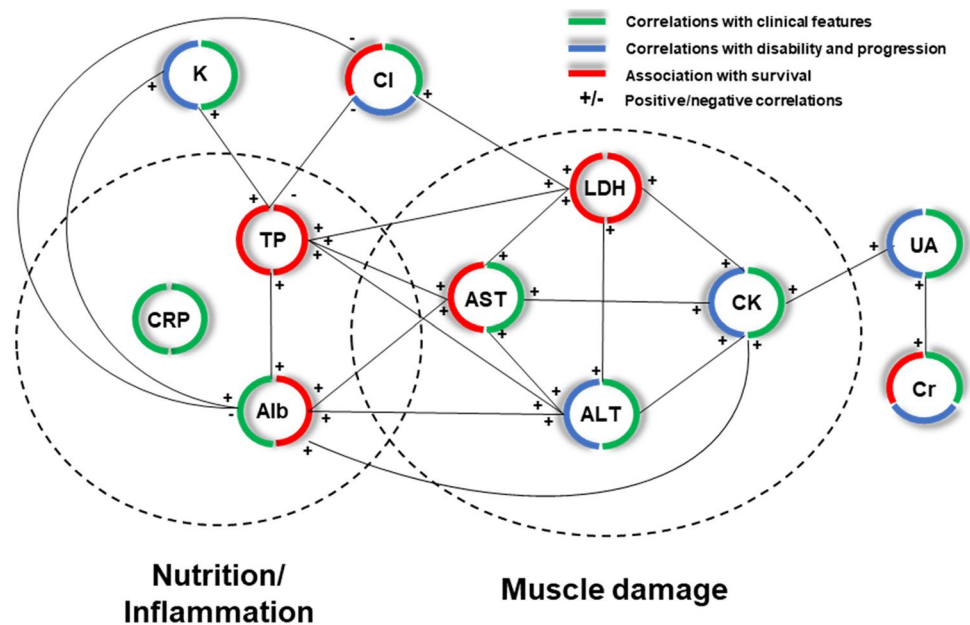 Correlations with clinical features
Correlations with disability and progression
Association with survival
+/- Positive/negative correlations
K
Cl
-
+
+
-
+
LDH
+
+
+
+
+
+
-
TP
+
+
+
+
UA
+
+
CRP
AST
+
+
+
+
+
+
CK
+
+
+
+
+
+
+
+
Cr
Alb
+
-
+
+
+
+
ALT
+
+
+
Nutrition/
Inflammation
Muscle damage